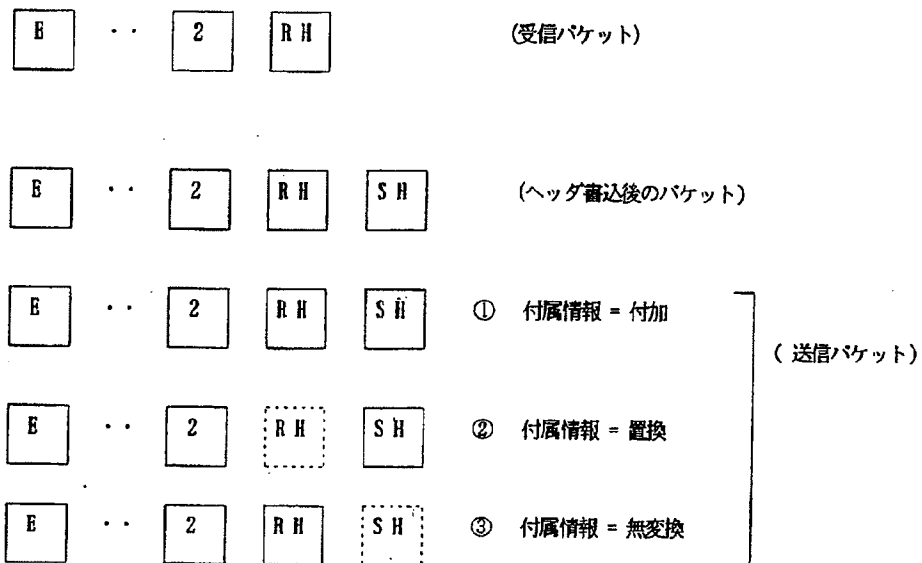 E ・・ 2 RH (受信パケット)
E ・・ 2 RH SH (ヘッダ書込後のパケット)
E ・・ 2 RH SH ① 付属情報 = 付加
(送信パケット)
E ・・ 2 RH SH ② 付属情報 = 置換
E ・・ 2 RH SH ③ 付属情報 = 無変換